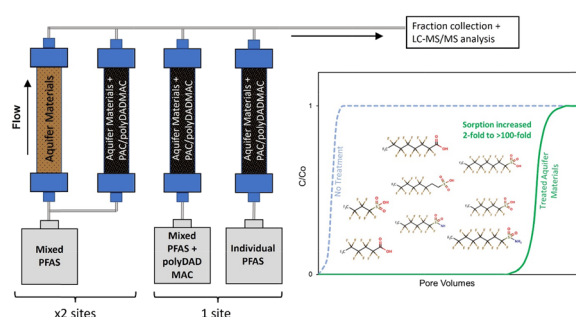 Fraction collection +
LC-MS/MS analysis
Flow
Aquifer Materials
Aquifer Materials +
PAC/polyDADMAC
Aquifer Materials +
PAC/polyDADMAC
Aquifer Materials +
PAC/polyDADMAC
Mixed
PFAS
Mixed
PFAS +
polyDAD
MAC
Individual
PFAS
x2 sites
1 site
C/Co
1
0
No Treatment
Sorption increased
2-fold to >100-fold
Treated Aquifer
Materials
Pore Volumes